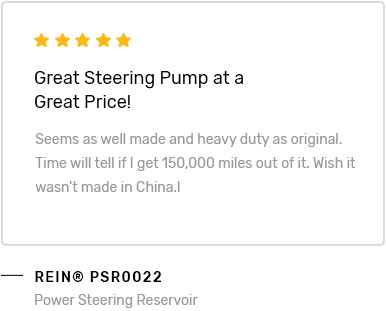 Great Steering Pump at a
Great Price!
Seems as well made and heavy duty as original.
Time will tell if I get 150,000 miles out of it. Wish it
wasn't made in China.I
REIN® PSR0022
Power Steering Reservoir